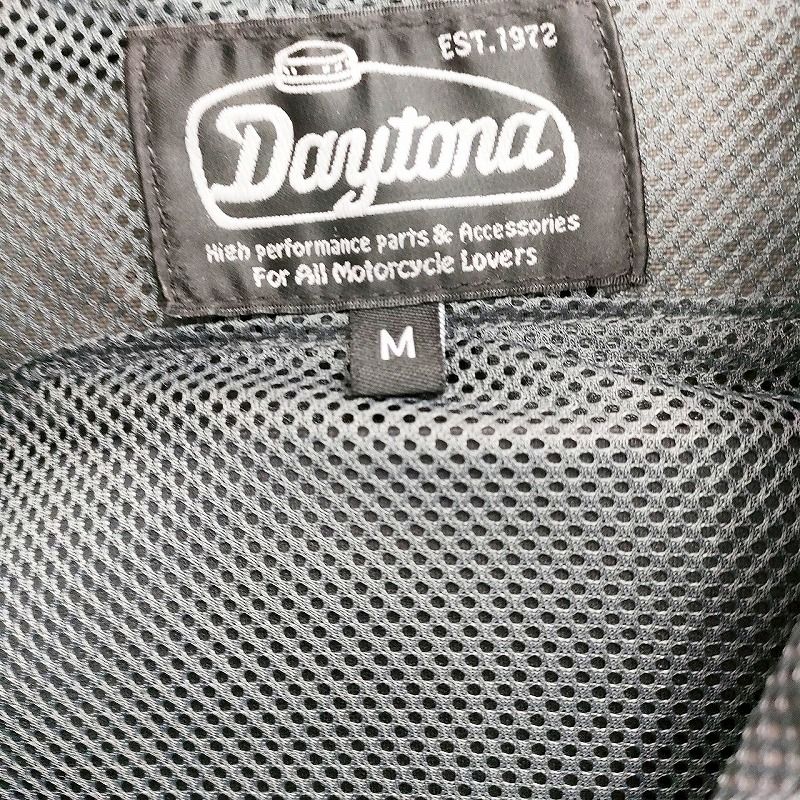 EST.1972
Daytona
High performance parts & Accessories
For All Motorcycle Lovers
M